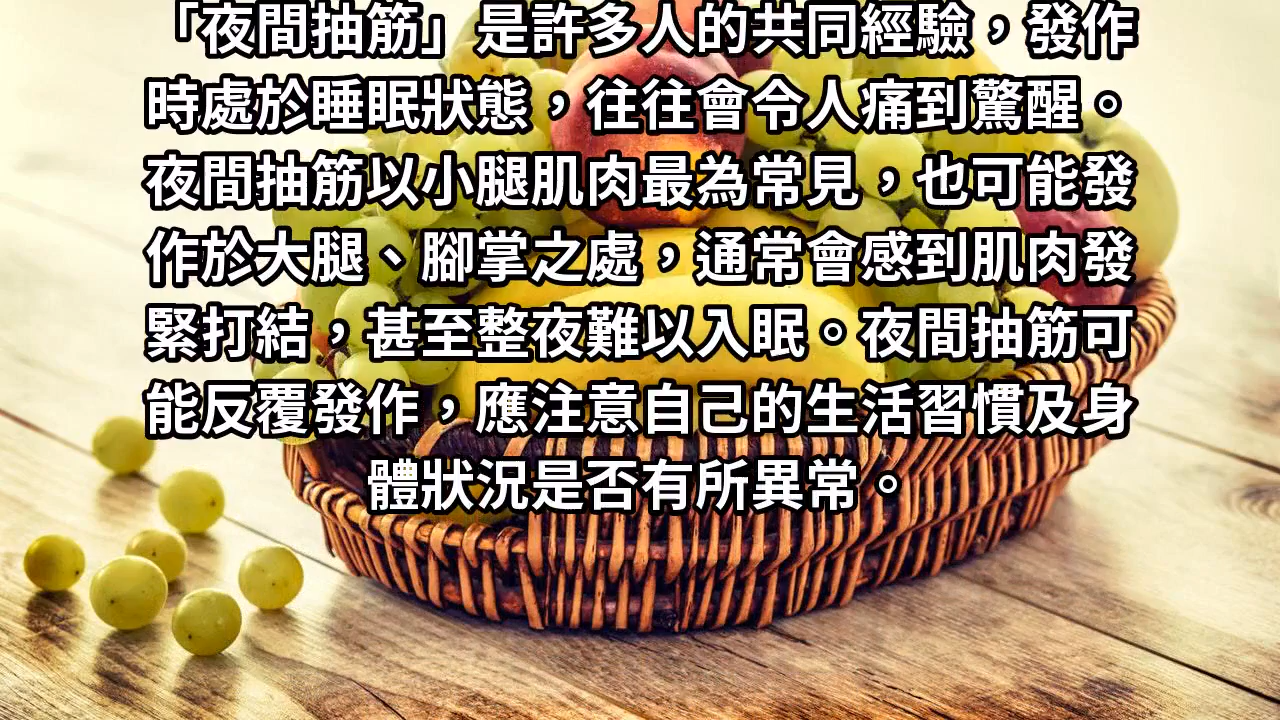 「夜間抽筋」是許多人的共同經驗，發作
時處於睡眠狀態，往往會令人痛到驚醒。
夜間抽筋以小腿肌肉最為常見，也可能發
作於大腿、腳掌之處，通常會感到肌肉發
緊打結，甚至整夜難以入眠。夜間抽筋可
能反覆發作，應注意自己的生活習慣及身
體狀況是否有所異常。